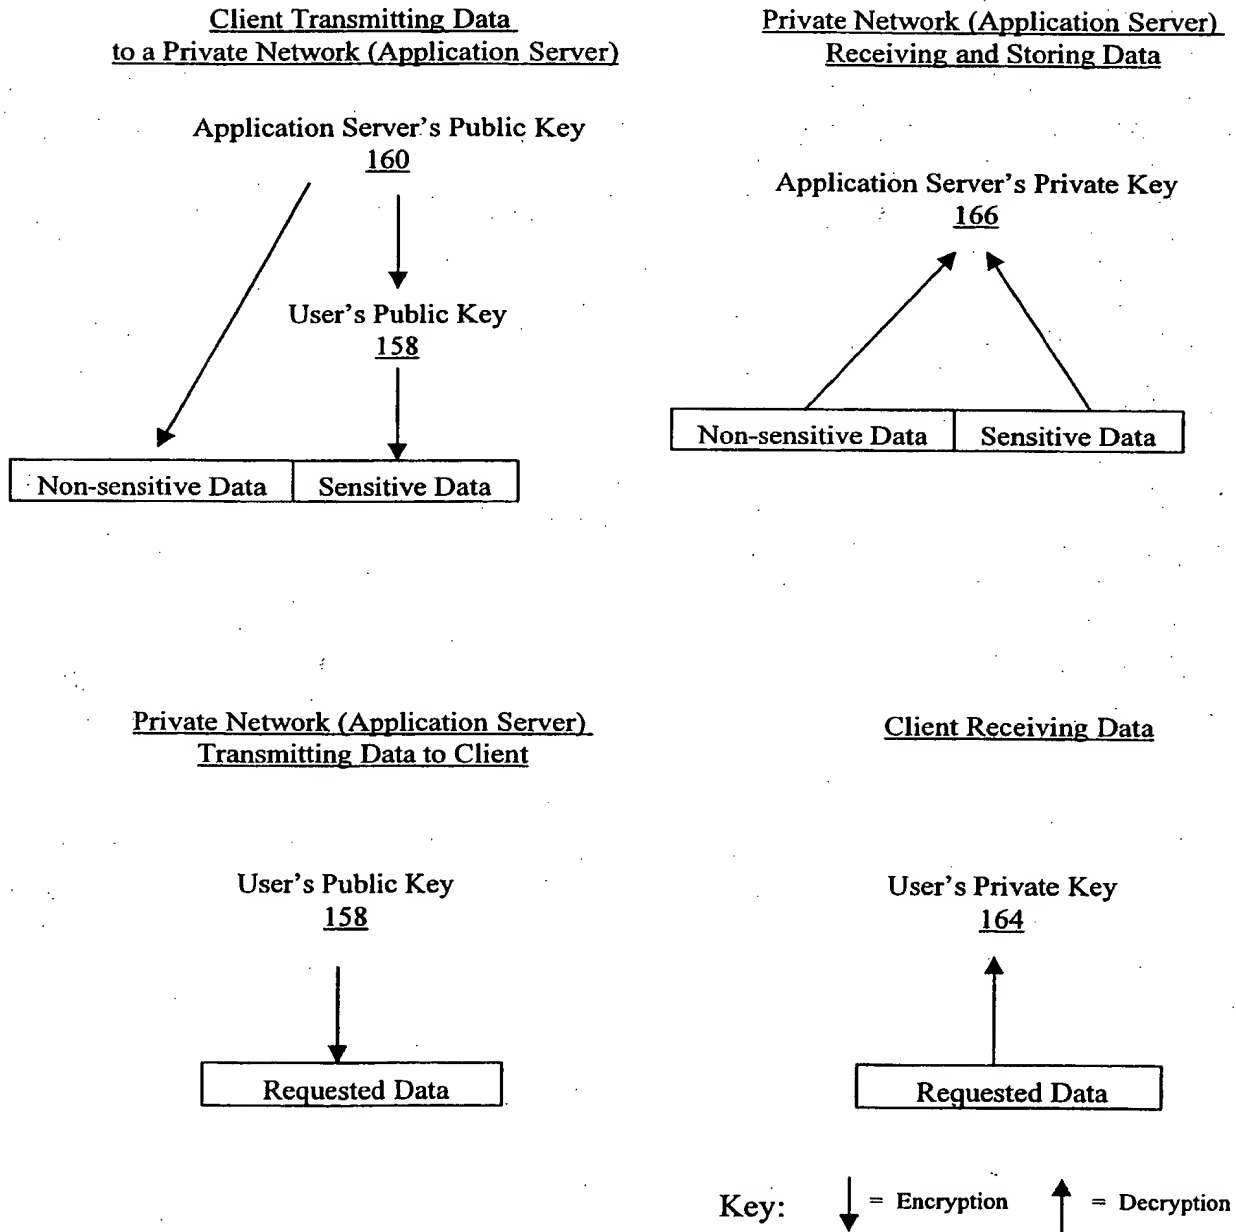 Client Transmitting Data
to a Private Network (Application Server)
Application Server's Public Key
160
User's Public Key
158
Non-sensitive Data
Sensitive Data
Private Network (Application Server)
Receiving and Storing Data
Application Server's Private Key
166
Non-sensitive Data
Sensitive Data
Private Network (Application Server)
Transmitting Data to Client
User's Public Key
158
Requested Data
Client Receiving Data
User's Private Key
164
Requested Data
Key:
= Encryption
= Decryption